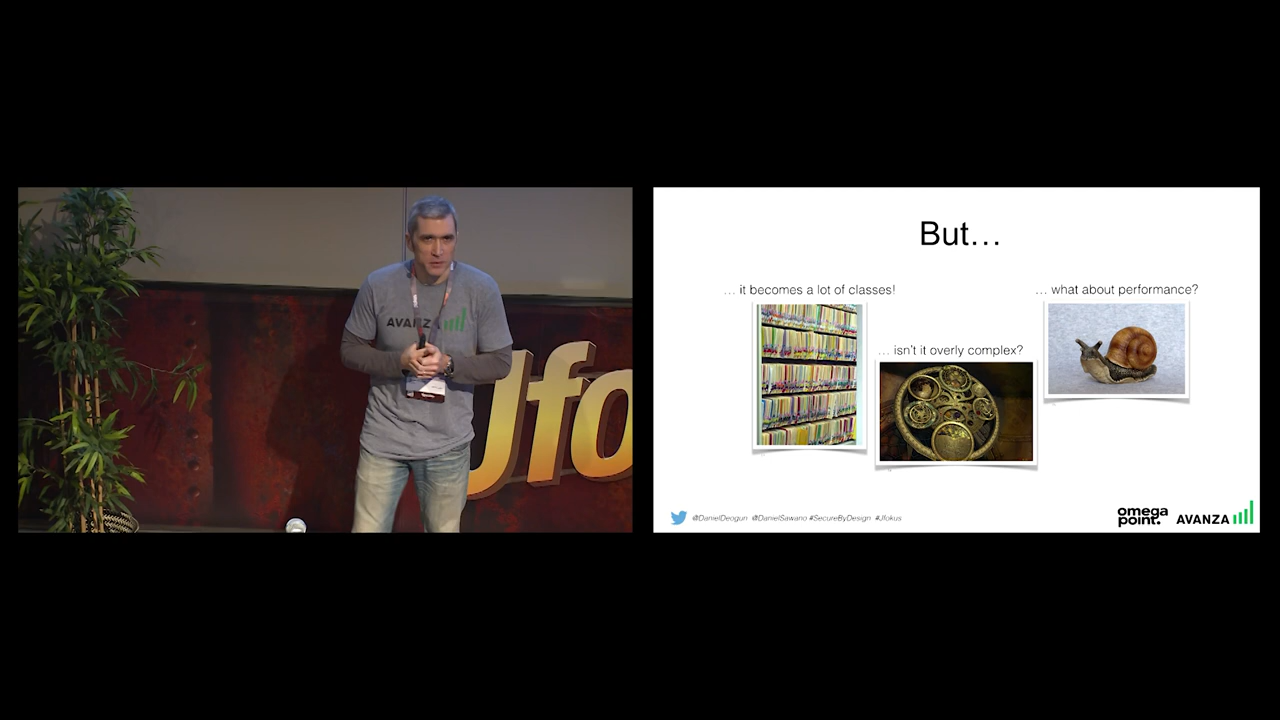 AVANZA
Jfo
But…
… it becomes a lot of classes!
… what about performance?
… isn't it overly complex?
@DanielDeogun @DanielSawano #SecureByDesign #Jfokus
omega
point.
AVANZA